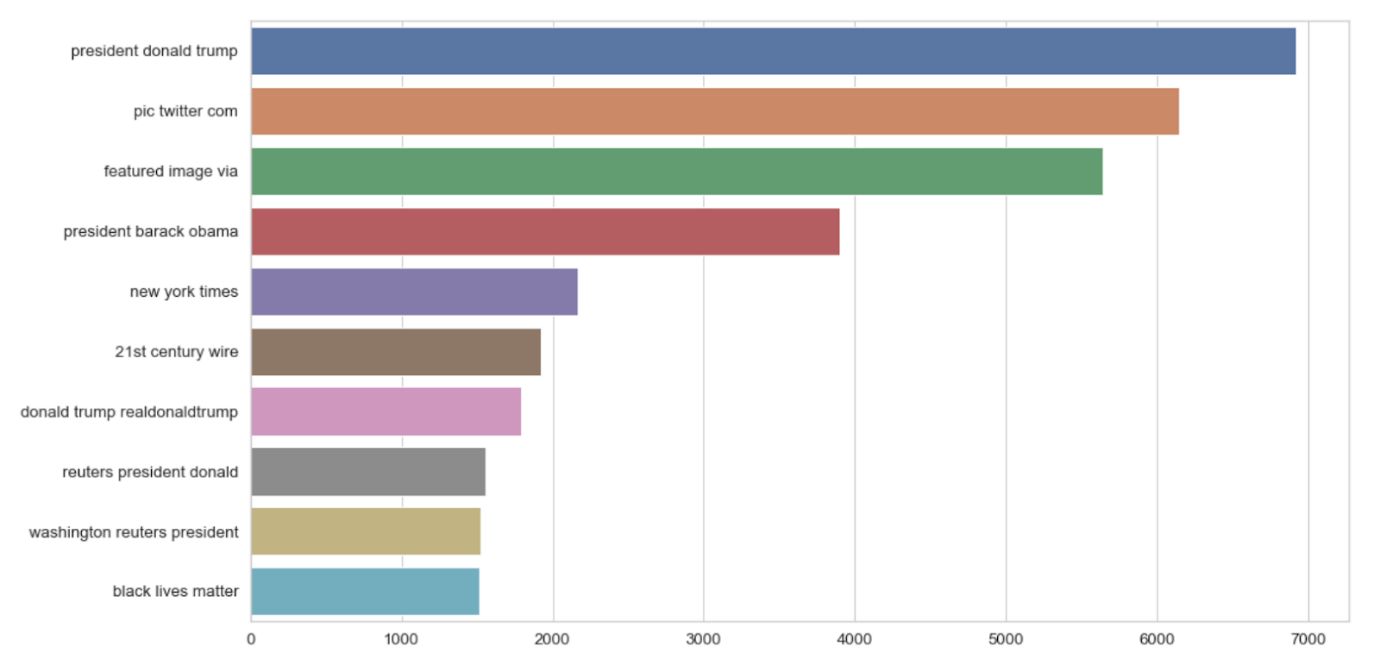 president donald trump
pic twitter com
featured image via
president barack obama
new york times
21st century wire
donald trump realdonaldtrump
reuters president donald
washington reuters president
black lives matter
0 1000 2000 3000 4000 5000 6000 7000